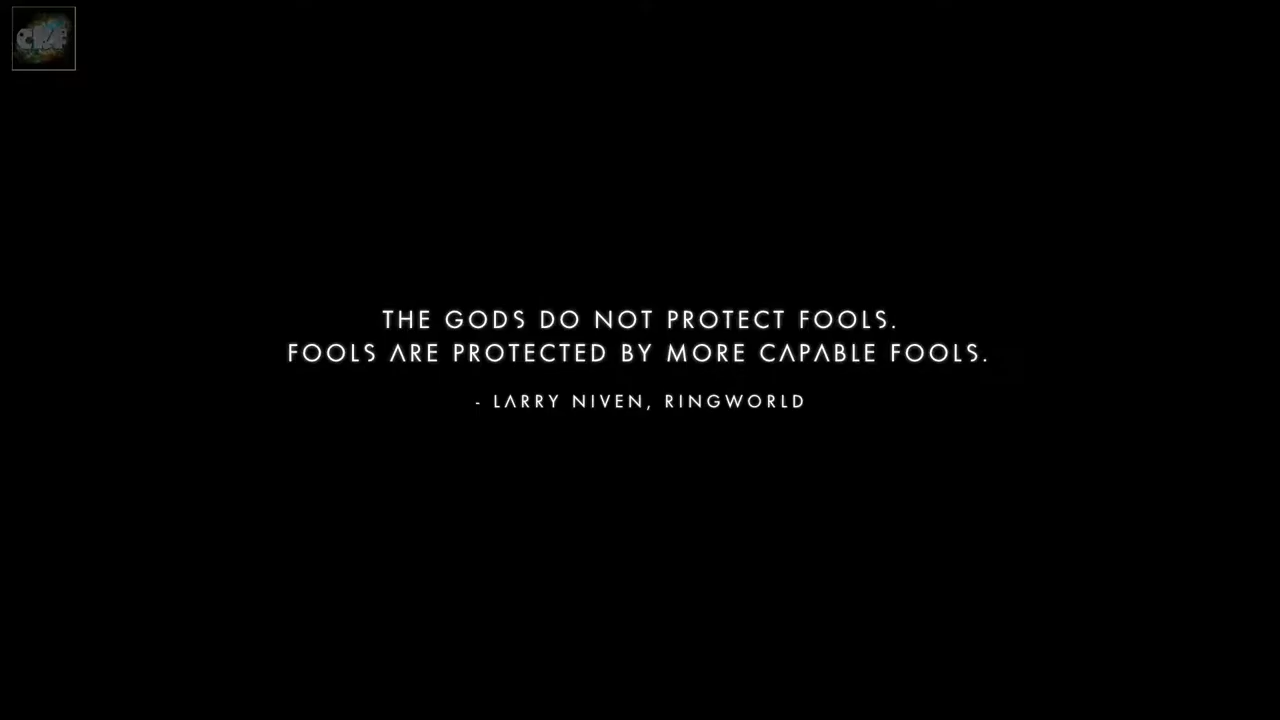 THE GODS DO NOT PROTECT FOOLS.
FOOLS ARE PROTECTED BY MORE CAPABLE FOOLS.
- LARRY NIVEN, RINGWORLD